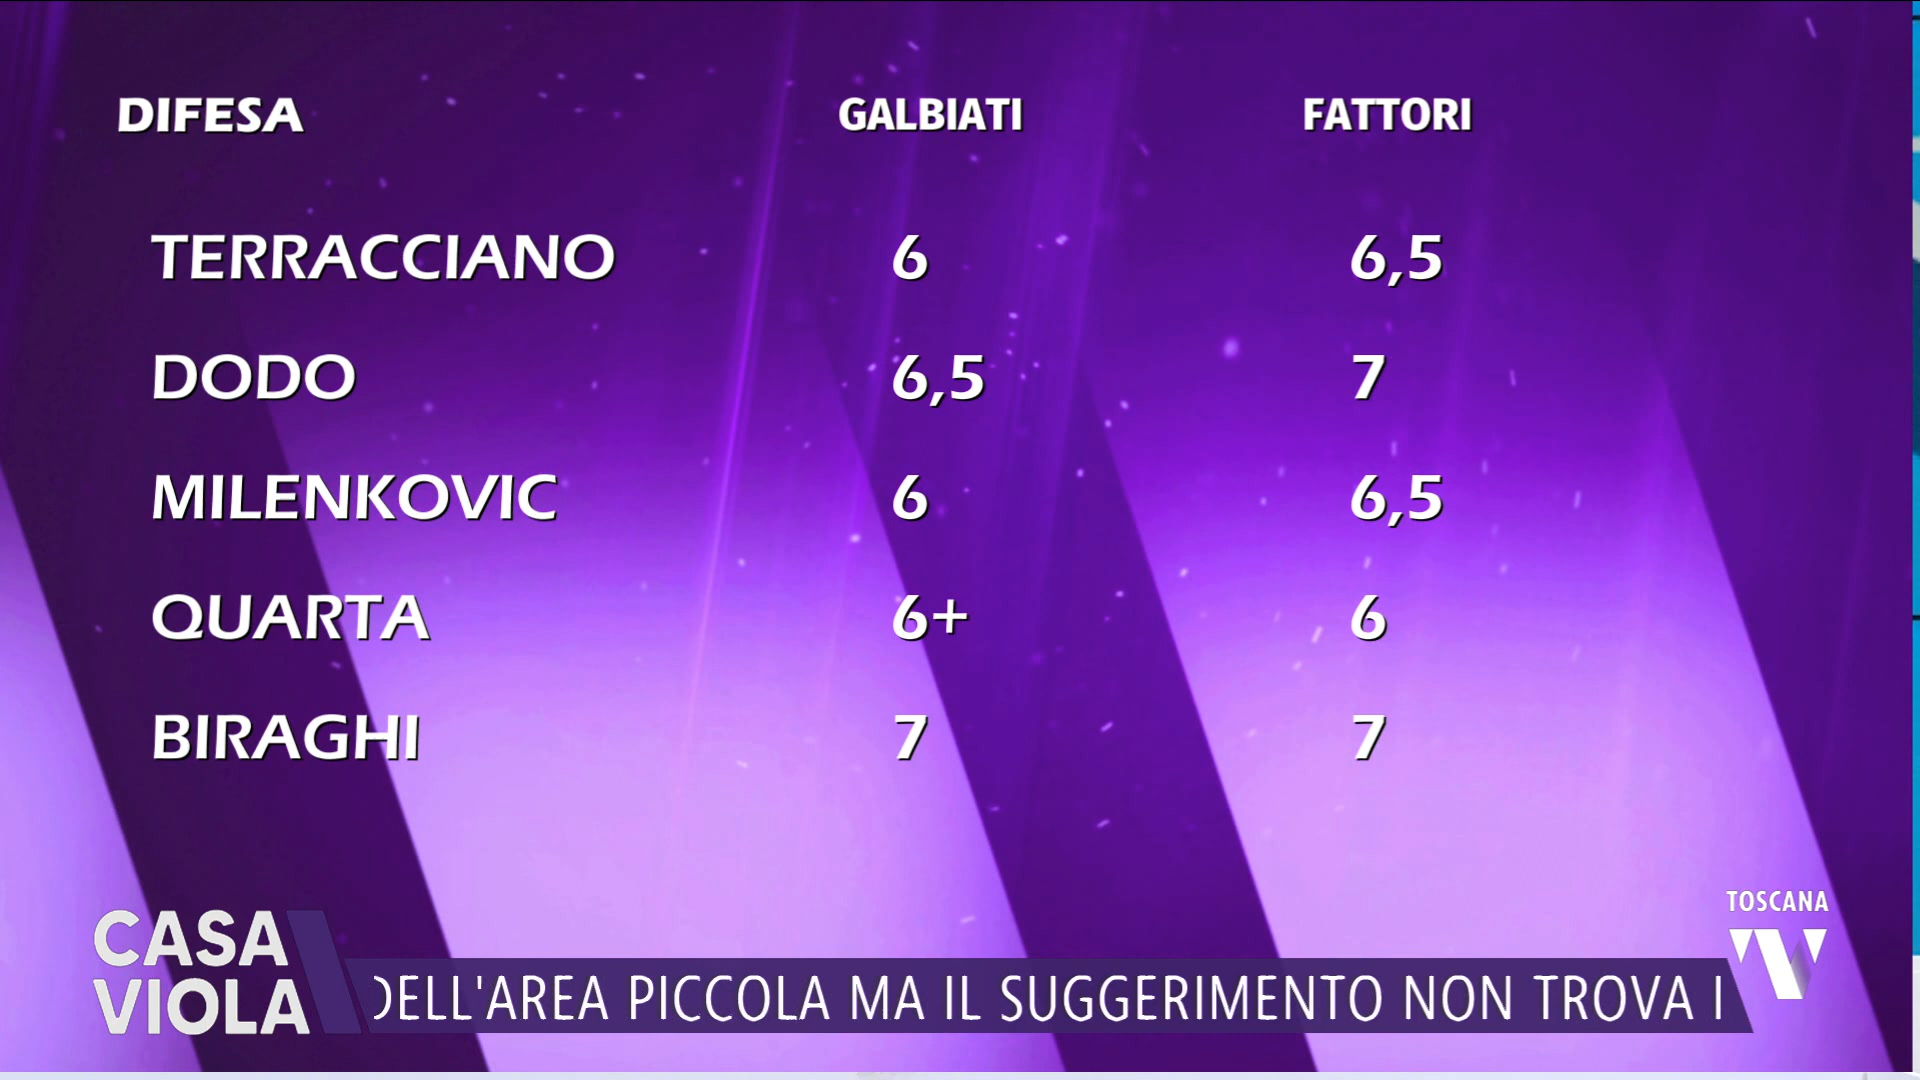 DIFESA GALBIATI FATTORI
TERRACCIANO 6 6,5
DODO 6,5 7
MILENKOVIC 6 6,5
QUARTA 6+ 6
BIRAGHI 7 7
TOSCANA
TV
CASA
VIOLA
DELL'AREA PICCOLA MA IL SUGGERIMENTO NON TROVA I